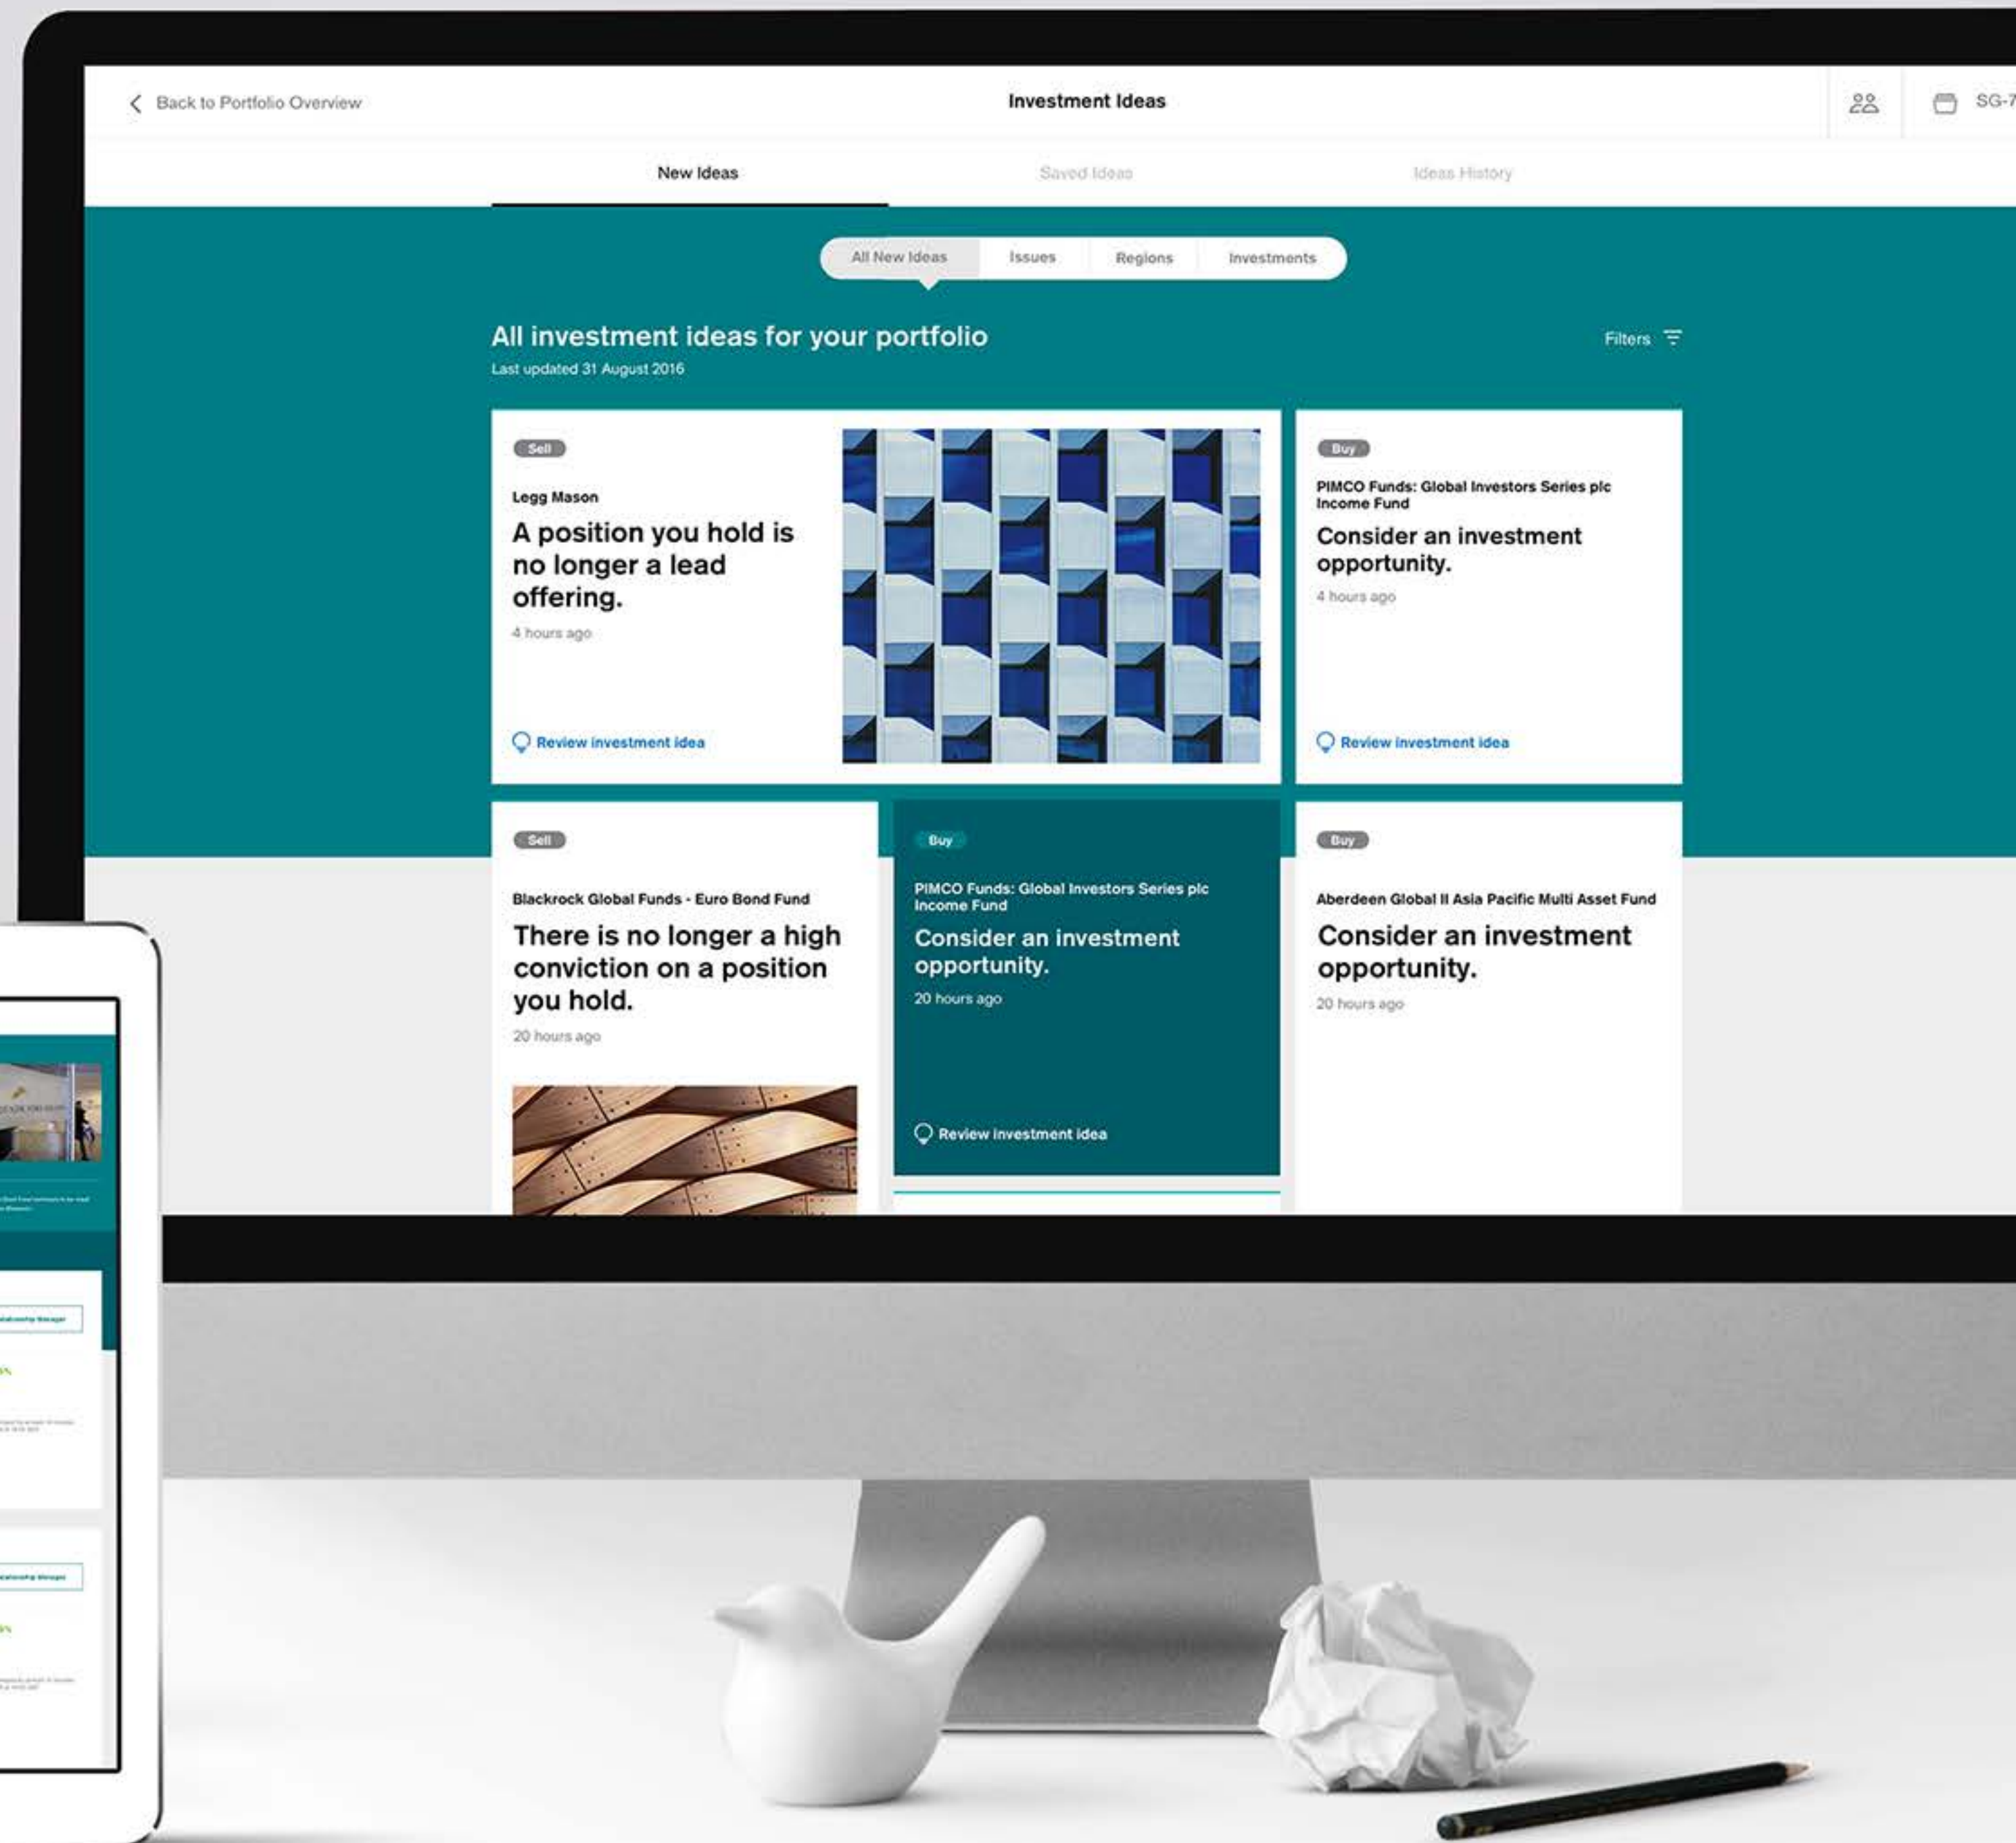 Back to Portfolio Overview
Investment Ideas
SG-7
New Ideas
Saved Ideas
Ideas History
All New Ideas
Issues
Regions
Investments
All investment ideas for your portfolio
Filters
Last updated 31 August 2016
Sell
Legg Mason
A position you hold is
no longer a lead
offering.
4 hours ago
Review investment idea
Buy
PIMCO Funds: Global Investors Series plc
Income Fund
Consider an investment
opportunity.
4 hours ago
Review investment idea
Sell
Blackrock Global Funds - Euro Bond Fund
There is no longer a high
conviction on a position
you hold.
20 hours ago
Buy
PIMCO Funds: Global Investors Series plc
Income Fund
Consider an investment
opportunity.
20 hours ago
Review investment idea
Buy
Aberdeen Global II Asia Pacific Multi Asset Fund
Consider an investment
opportunity.
20 hours ago
Manager
Manager